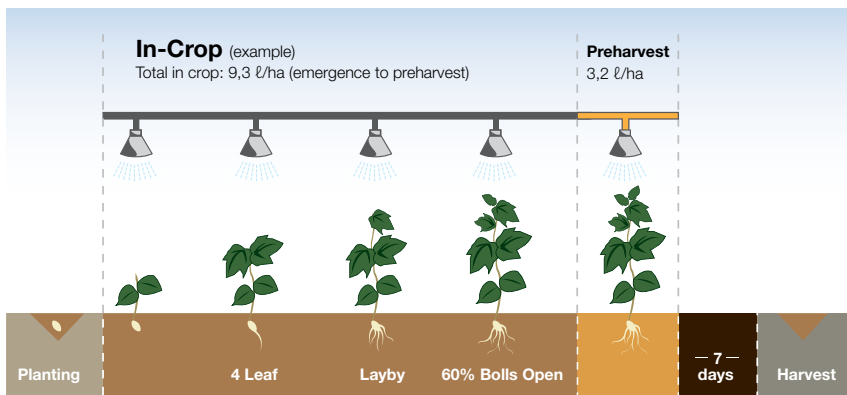 In-Crop (example)
Total in crop: 9,3 ℓ/ha (emergence to preharvest)
Preharvest
3,2 ℓ/ha
Planting
4 Leaf
Layby
60% Bolls Open
— 7 —
days
Harvest